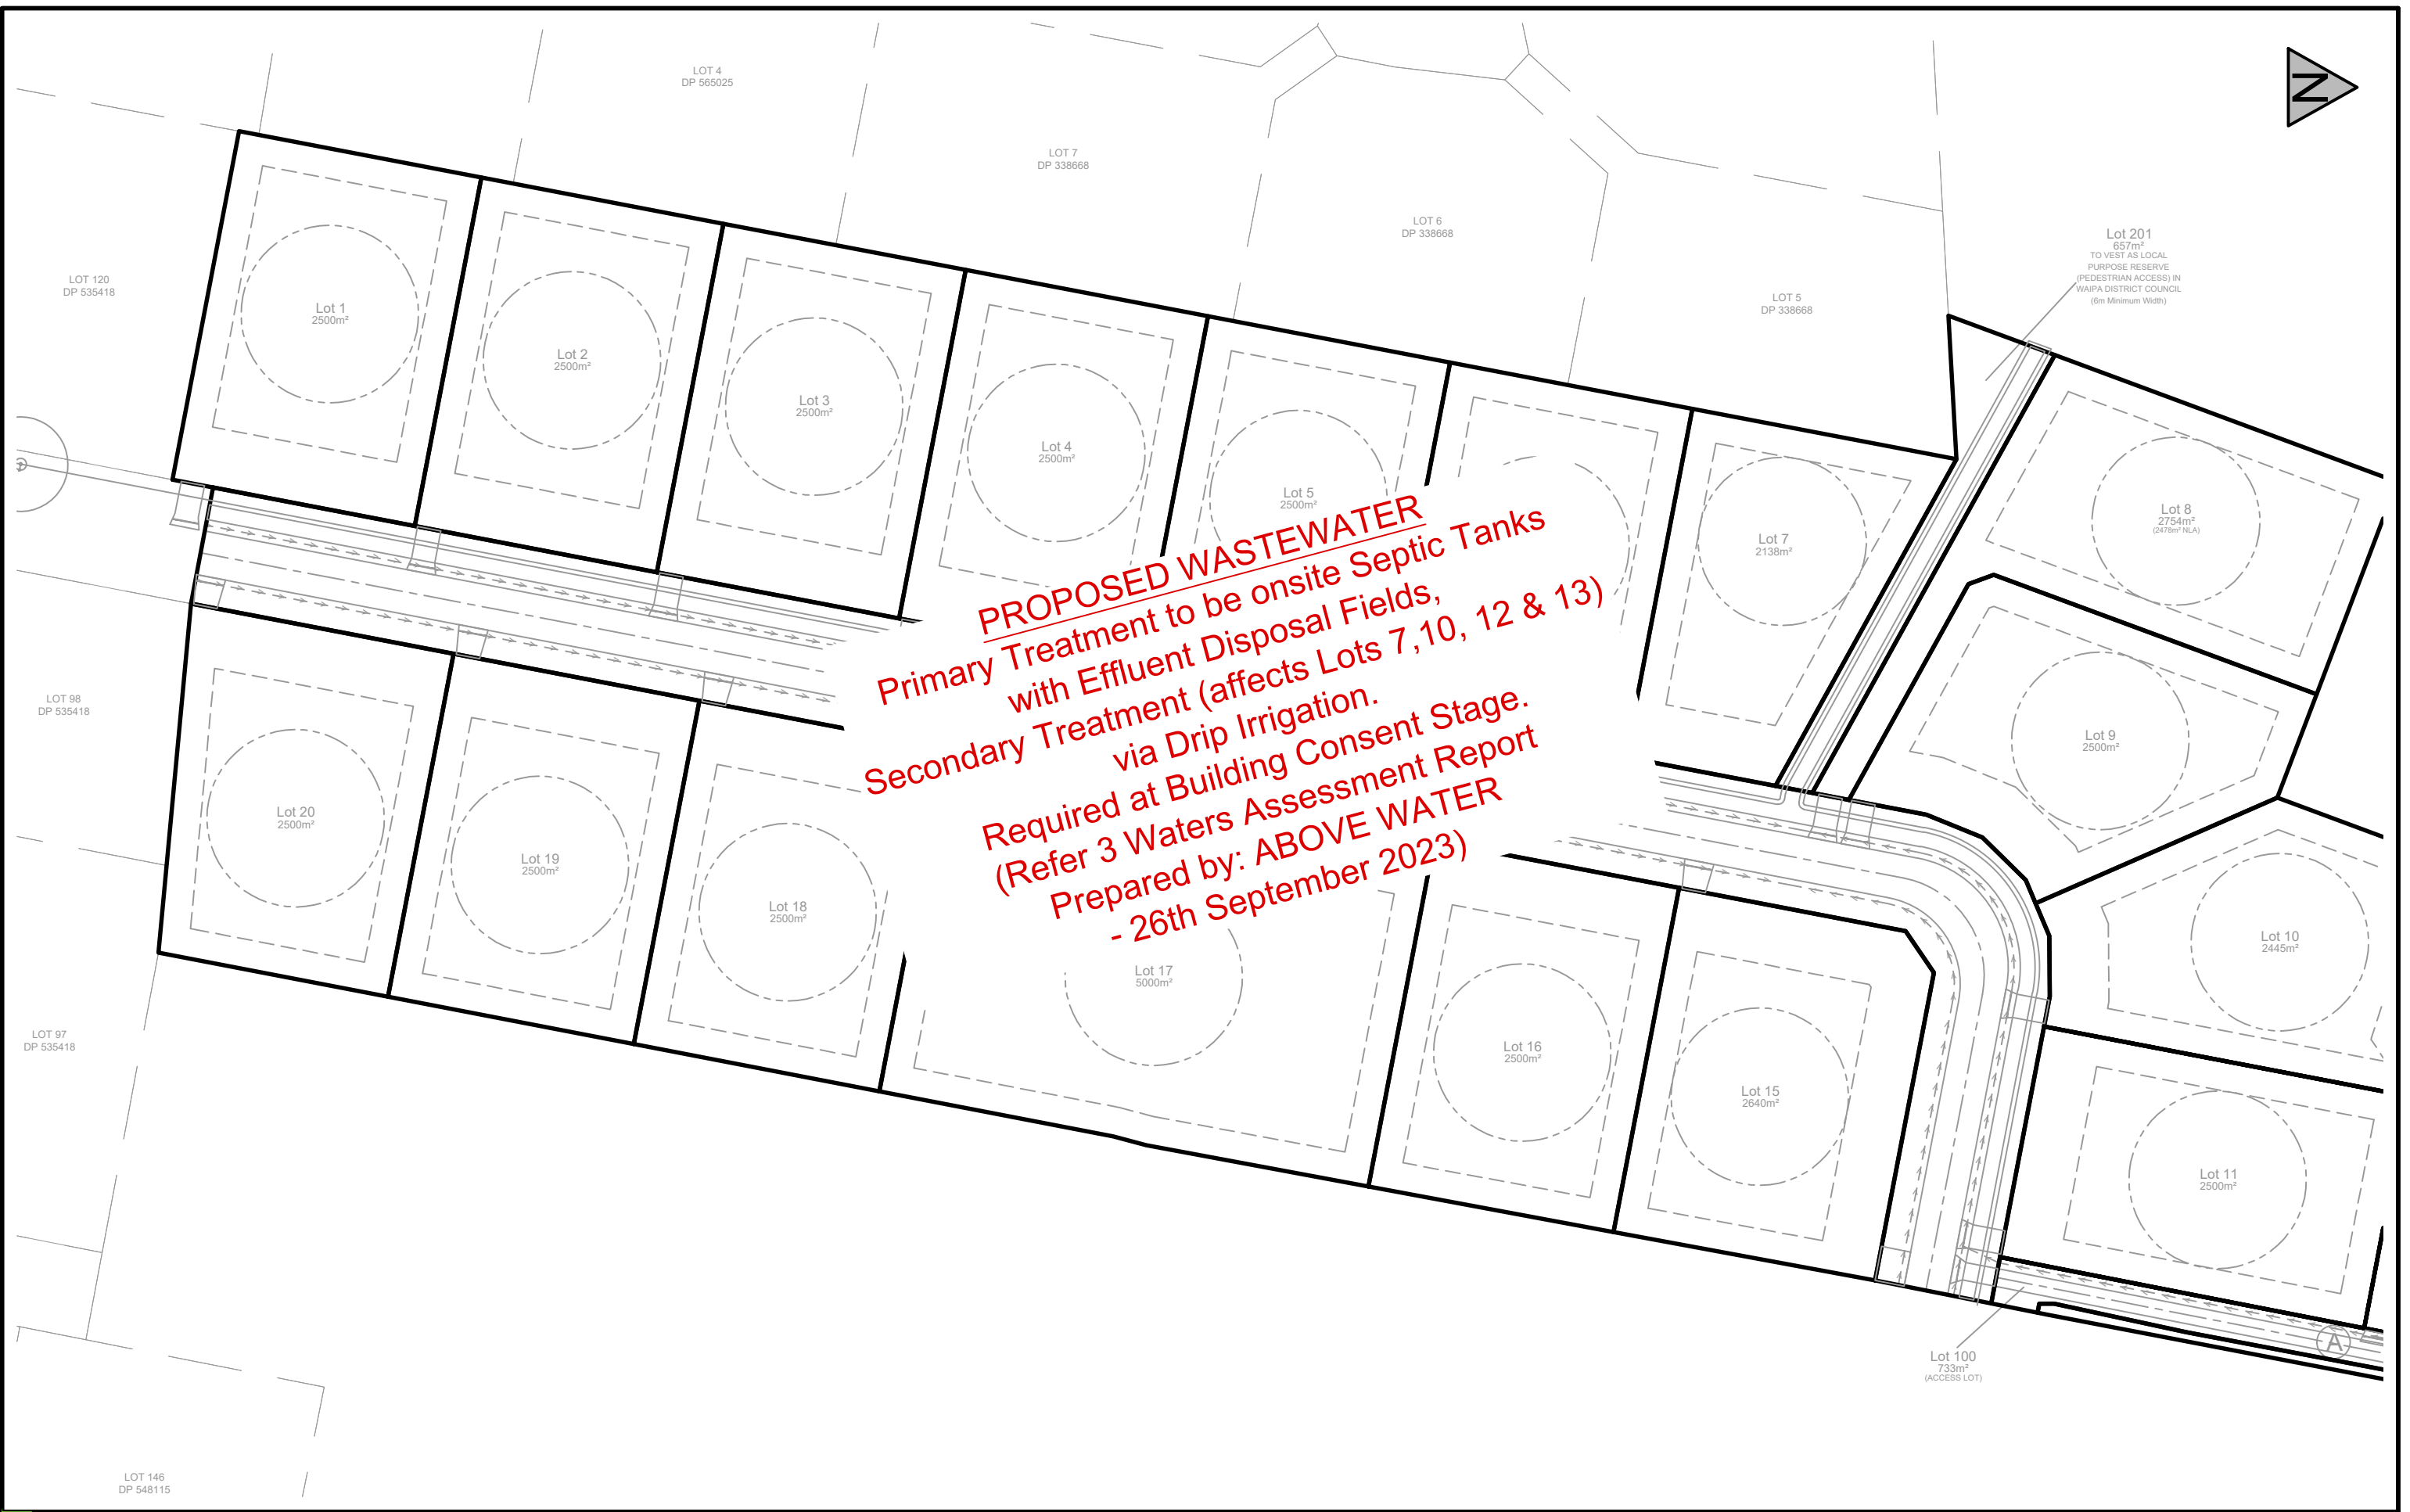 LOT 4
DP 565025
N
LOT 7
DP 338668
LOT 6
DP 338668
Lot 201
657m²
TO VEST AS LOCAL
PURPOSE RESERVE
(PEDESTRIAN ACCESS) IN
WAIPA DISTRICT COUNCIL
(6m Minimum Width)
LOT 120
DP 535418
LOT 5
DP 338668
Lot 1
2500m²
Lot 2
2500m²
Lot 3
2500m²
Lot 4
2500m²
Lot 5
2500m²
Lot 7
2138m²
Lot 8
2754m²
(2478m² NLA)
PROPOSED WASTEWATER
Primary Treatment to be onsite Septic Tanks
with Effluent Disposal Fields,
Secondary Treatment (affects Lots 7,10, 12 & 13)
via Drip Irrigation.
Required at Building Consent Stage.
(Refer 3 Waters Assessment Report
Prepared by: ABOVE WATER
- 26th September 2023)
LOT 98
DP 535418
Lot 9
2500m²
Lot 20
2500m²
Lot 19
2500m²
Lot 18
2500m²
Lot 17
5000m²
Lot 10
2445m²
LOT 97
DP 535418
Lot 16
2500m²
Lot 15
2640m²
Lot 11
2500m²
A
Lot 100
733m²
(ACCESS LOT)
LOT 146
DP 548115